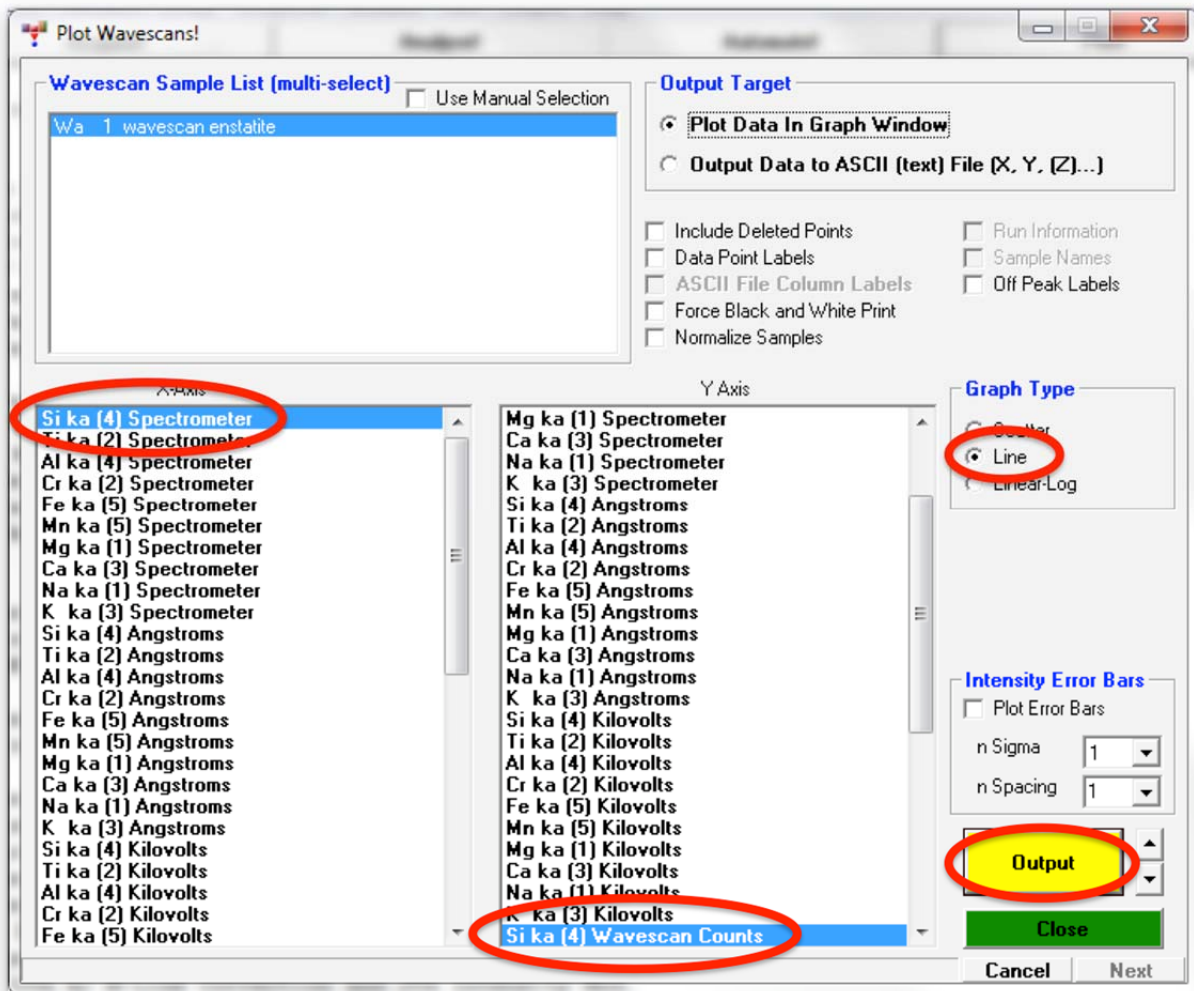 Plot Wavescans!
Wavescan Sample List (multi-select)
Use Manual Selection
Wa 1 wavescan enstatite
Output Target
Plot Data In Graph Window
Output Data to ASCII (text) File (X, Y, (Z)...)
Include Deleted Points
Data Point Labels
ASCII File Column Labels
Force Black and White Print
Normalize Samples
Run Information
Sample Names
Off Peak Labels
X-Axis
Si ka (4) Spectrometer
Ti ka (2) Spectrometer
Al ka (4) Spectrometer
Cr ka (2) Spectrometer
Fe ka (5) Spectrometer
Mn ka (5) Spectrometer
Mg ka (1) Spectrometer
Ca ka (3) Spectrometer
Na ka (1) Spectrometer
K ka (3) Spectrometer
Si ka (4) Angstroms
Ti ka (2) Angstroms
Al ka (4) Angstroms
Cr ka (2) Angstroms
Fe ka (5) Angstroms
Mn ka (5) Angstroms
Mg ka (1) Angstroms
Ca ka (3) Angstroms
Na ka (1) Angstroms
K ka (3) Angstroms
Si ka (4) Kilovolts
Ti ka (2) Kilovolts
Al ka (4) Kilovolts
Cr ka (2) Kilovolts
Fe ka (5) Kilovolts
Y Axis
Mg ka (1) Spectrometer
Ca ka (3) Spectrometer
Na ka (1) Spectrometer
K ka (3) Spectrometer
Si ka (4) Angstroms
Ti ka (2) Angstroms
Al ka (4) Angstroms
Cr ka (2) Angstroms
Fe ka (5) Angstroms
Mn ka (5) Angstroms
Mg ka (1) Angstroms
Ca ka (3) Angstroms
Na ka (1) Angstroms
K ka (3) Angstroms
Si ka (4) Kilovolts
Ti ka (2) Kilovolts
Al ka (4) Kilovolts
Cr ka (2) Kilovolts
Fe ka (5) Kilovolts
Mn ka (5) Kilovolts
Mg ka (1) Kilovolts
Ca ka (3) Kilovolts
Na ka (1) Kilovolts
K ka (3) Kilovolts
Si ka (4) Wavescan Counts
Graph Type
Scatter
Line
Linear-Log
Intensity Error Bars
Plot Error Bars
n Sigma 1
n Spacing 1
Output
Close
Cancel
Next